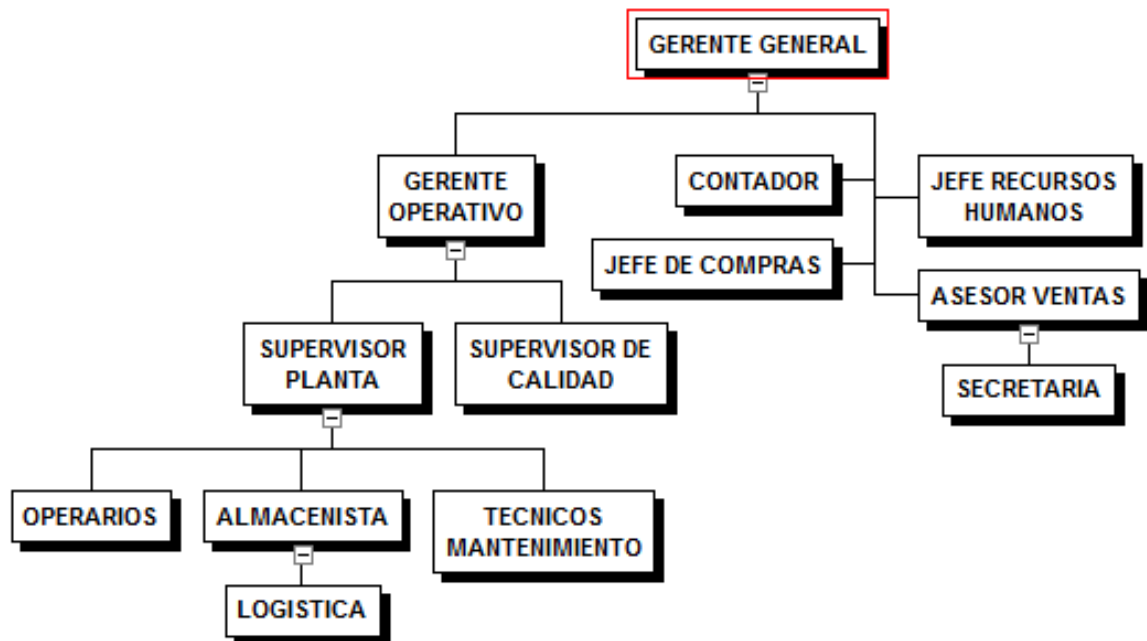 GERENTE GENERAL
GERENTE
OPERATIVO
CONTADOR
JEFE RECURSOS
HUMANOS
JEFE DE COMPRAS
ASESOR VENTAS
SUPERVISOR
PLANTA
SUPERVISOR DE
CALIDAD
SECRETARIA
OPERARIOS
ALMACENISTA
TECNICOS
MANTENIMIENTO
LOGISTICA